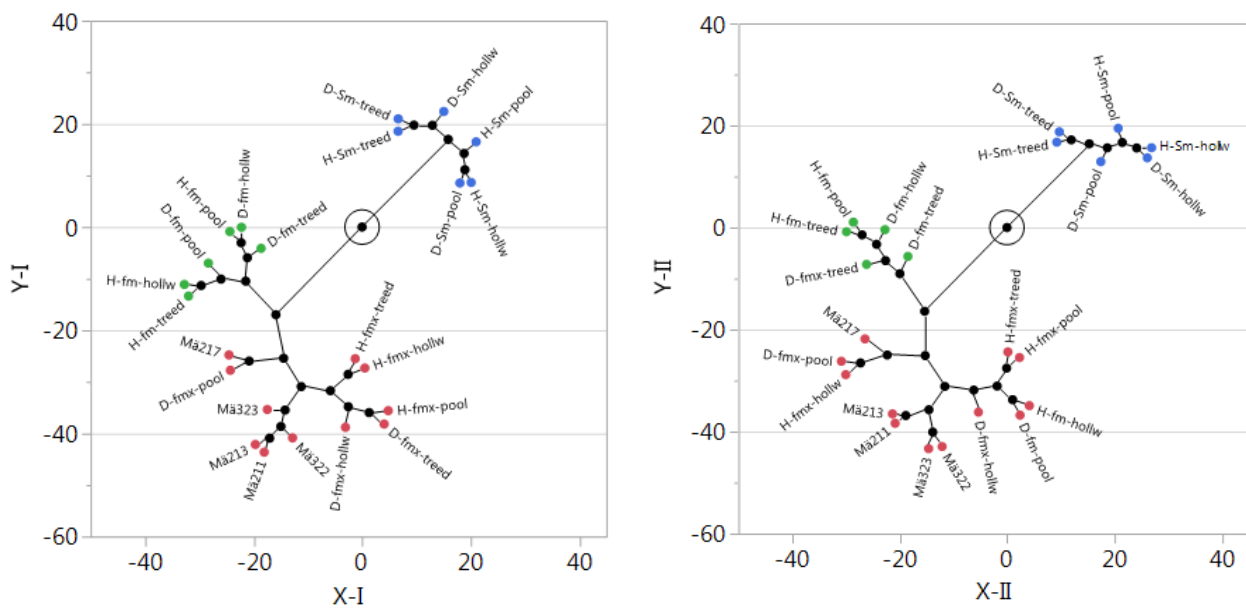 40
20
0
-20
-40
-60
Y-I
-40
-20
0
20
40
X-I
D-Sm-treed
D-Sm-hollw
H-Sm-treed
H-Sm-pool
D-Sm-pool
H-Sm-hollw
H-fm-pool
D-fm-hollw
D-fm-pool
D-fm-treed
H-fm-hollw
H-fm-treed
Mä217
D-fmx-pool
H-fmx-treed
H-fmx-hollw
Mä323
H-fmx-pool
Mä213
Mä211
Mä322
D-fmx-hollw
D-fmx-treed
40
20
0
-20
-40
-60
Y-II
-40
-20
0
20
40
X-II
H-Sm-pool
D-Sm-treed
H-Sm-treed
H-Sm-hollw
D-Sm-pool
D-Sm-hollw
H-fm-pool
D-fm-hollw
H-fm-treed
D-fm-treed
D-fmx-treed
Mä217
H-fmx-treed
H-fmx-pool
D-fmx-pool
H-fmx-hollw
Mä213
Mä211
H-fm-hollw
Mä323
Mä322
D-fmx-hollw
D-fm-pool